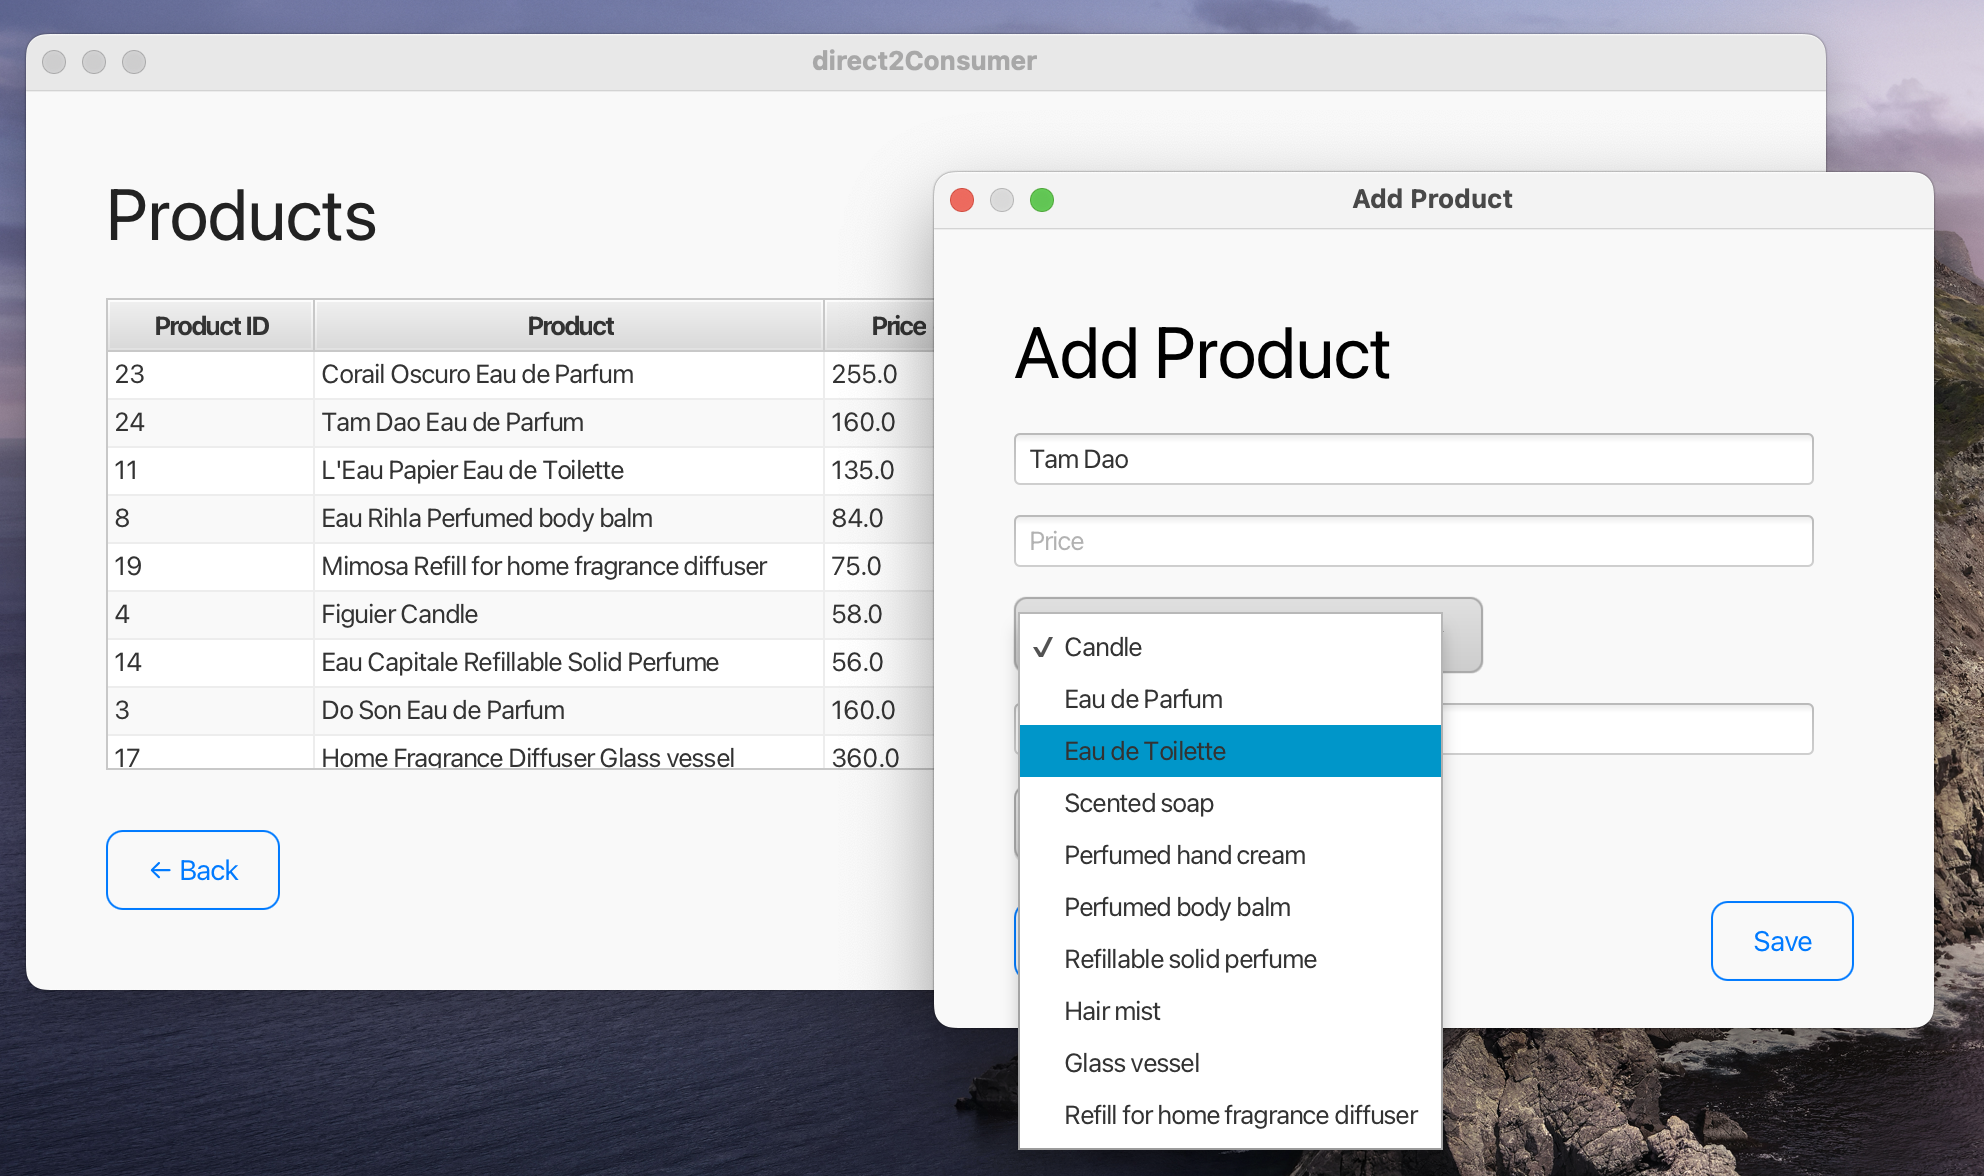 direct2Consumer
Products
Product ID Product Price
23 Corail Oscuro Eau de Parfum 255.0
24 Tam Dao Eau de Parfum 160.0
11 L'Eau Papier Eau de Toilette 135.0
8 Eau Rihla Perfumed body balm 84.0
19 Mimosa Refill for home fragrance diffuser 75.0
4 Figuier Candle 58.0
14 Eau Capitale Refillable Solid Perfume 56.0
3 Do Son Eau de Parfum 160.0
17 Home Fragrance Diffuser Glass vessel 360.0
← Back
Add Product
Add Product
Tam Dao
Price
✓ Candle
Eau de Parfum
Eau de Toilette
Scented soap
Perfumed hand cream
Perfumed body balm
Refillable solid perfume
Hair mist
Glass vessel
Refill for home fragrance diffuser
Save